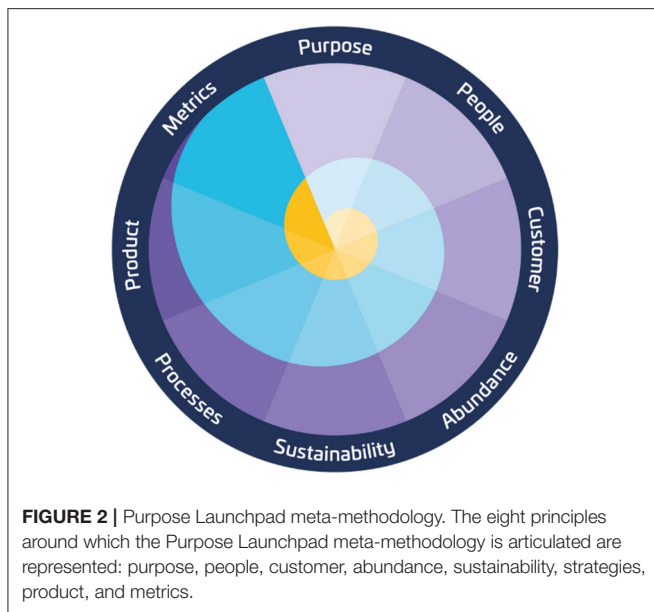 Purpose
People
Customer
Abundance
Sustainability
Processes
Product
Metrics
FIGURE 2 | Purpose Launchpad meta-methodology. The eight principles
around which the Purpose Launchpad meta-methodology is articulated are
represented: purpose, people, customer, abundance, sustainability, strategies,
product, and metrics.